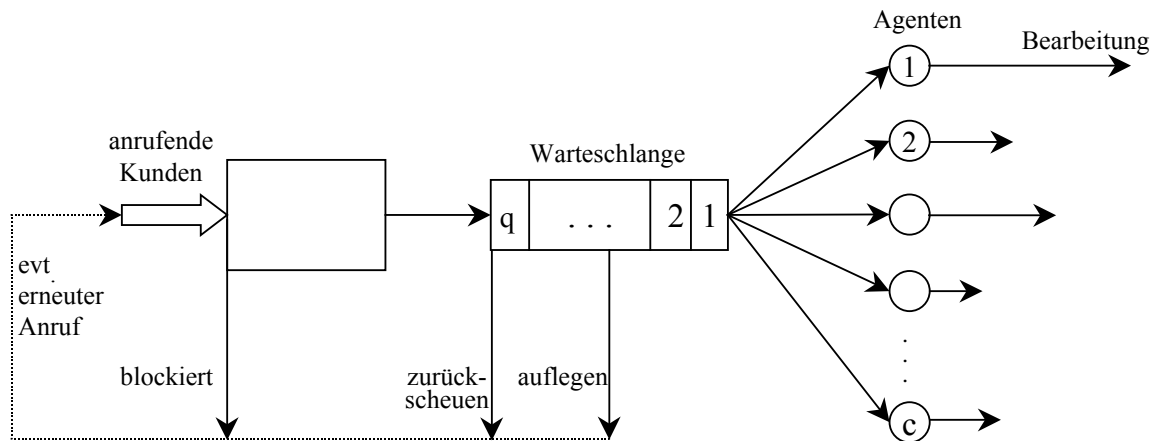 Agenten
Bearbeitung
1
anrufende
Kunden
2
Warteschlange
q . . . 2 1
evt.
erneuter
Anruf
blockiert
zurück-
scheuen
auflegen
.
.
.
c